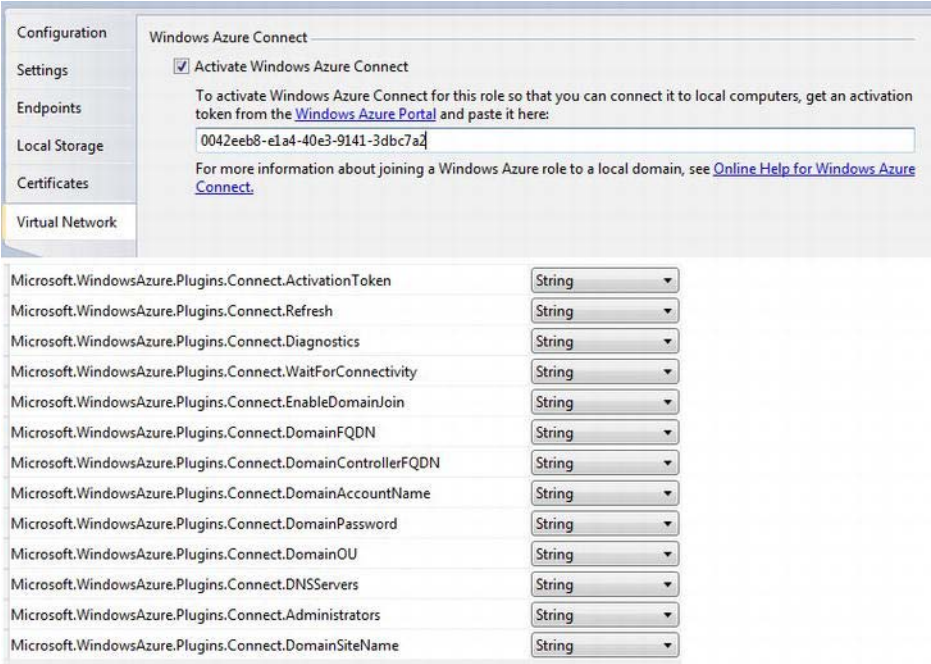 Configuration
Settings
Endpoints
Local Storage
Certificates
Virtual Network
Windows Azure Connect
Activate Windows Azure Connect
To activate Windows Azure Connect for this role so that you can connect it to local computers, get an activation
token from the Windows Azure Portal and paste it here:
0042eeb8-e1a4-40e3-9141-3dbc7a2
For more information about joining a Windows Azure role to a local domain, see Online Help for Windows Azure
Connect.
Microsoft.WindowsAzure.Plugins.Connect.ActivationToken String
Microsoft.WindowsAzure.Plugins.Connect.Refresh String
Microsoft.WindowsAzure.Plugins.Connect.Diagnostics String
Microsoft.WindowsAzure.Plugins.Connect.WaitForConnectivity String
Microsoft.WindowsAzure.Plugins.Connect.EnableDomainJoin String
Microsoft.WindowsAzure.Plugins.Connect.DomainFQDN String
Microsoft.WindowsAzure.Plugins.Connect.DomainControllerFQDN String
Microsoft.WindowsAzure.Plugins.Connect.DomainAccountName String
Microsoft.WindowsAzure.Plugins.Connect.DomainPassword String
Microsoft.WindowsAzure.Plugins.Connect.DomainOU String
Microsoft.WindowsAzure.Plugins.Connect.DNSServers String
Microsoft.WindowsAzure.Plugins.Connect.Administrators String
Microsoft.WindowsAzure.Plugins.Connect.DomainSiteName String